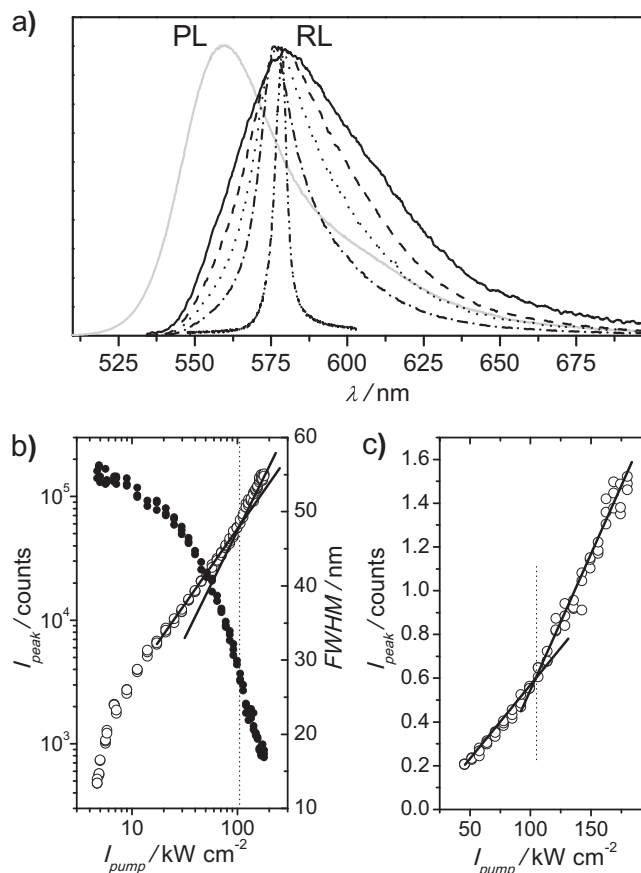 a)
PL RL
525 550 575 600 625 650 675
λ / nm
b)
I_peak / counts
10^5
10^4
10^3
60
50
40
30
20
10
FWHM / nm
10 100
I_pump / kW cm^-2
c)
I_peak / counts
1.6
1.4
1.2
1.0
0.8
0.6
0.4
0.2
0.0
50 100 150
I_pump / kW cm^-2